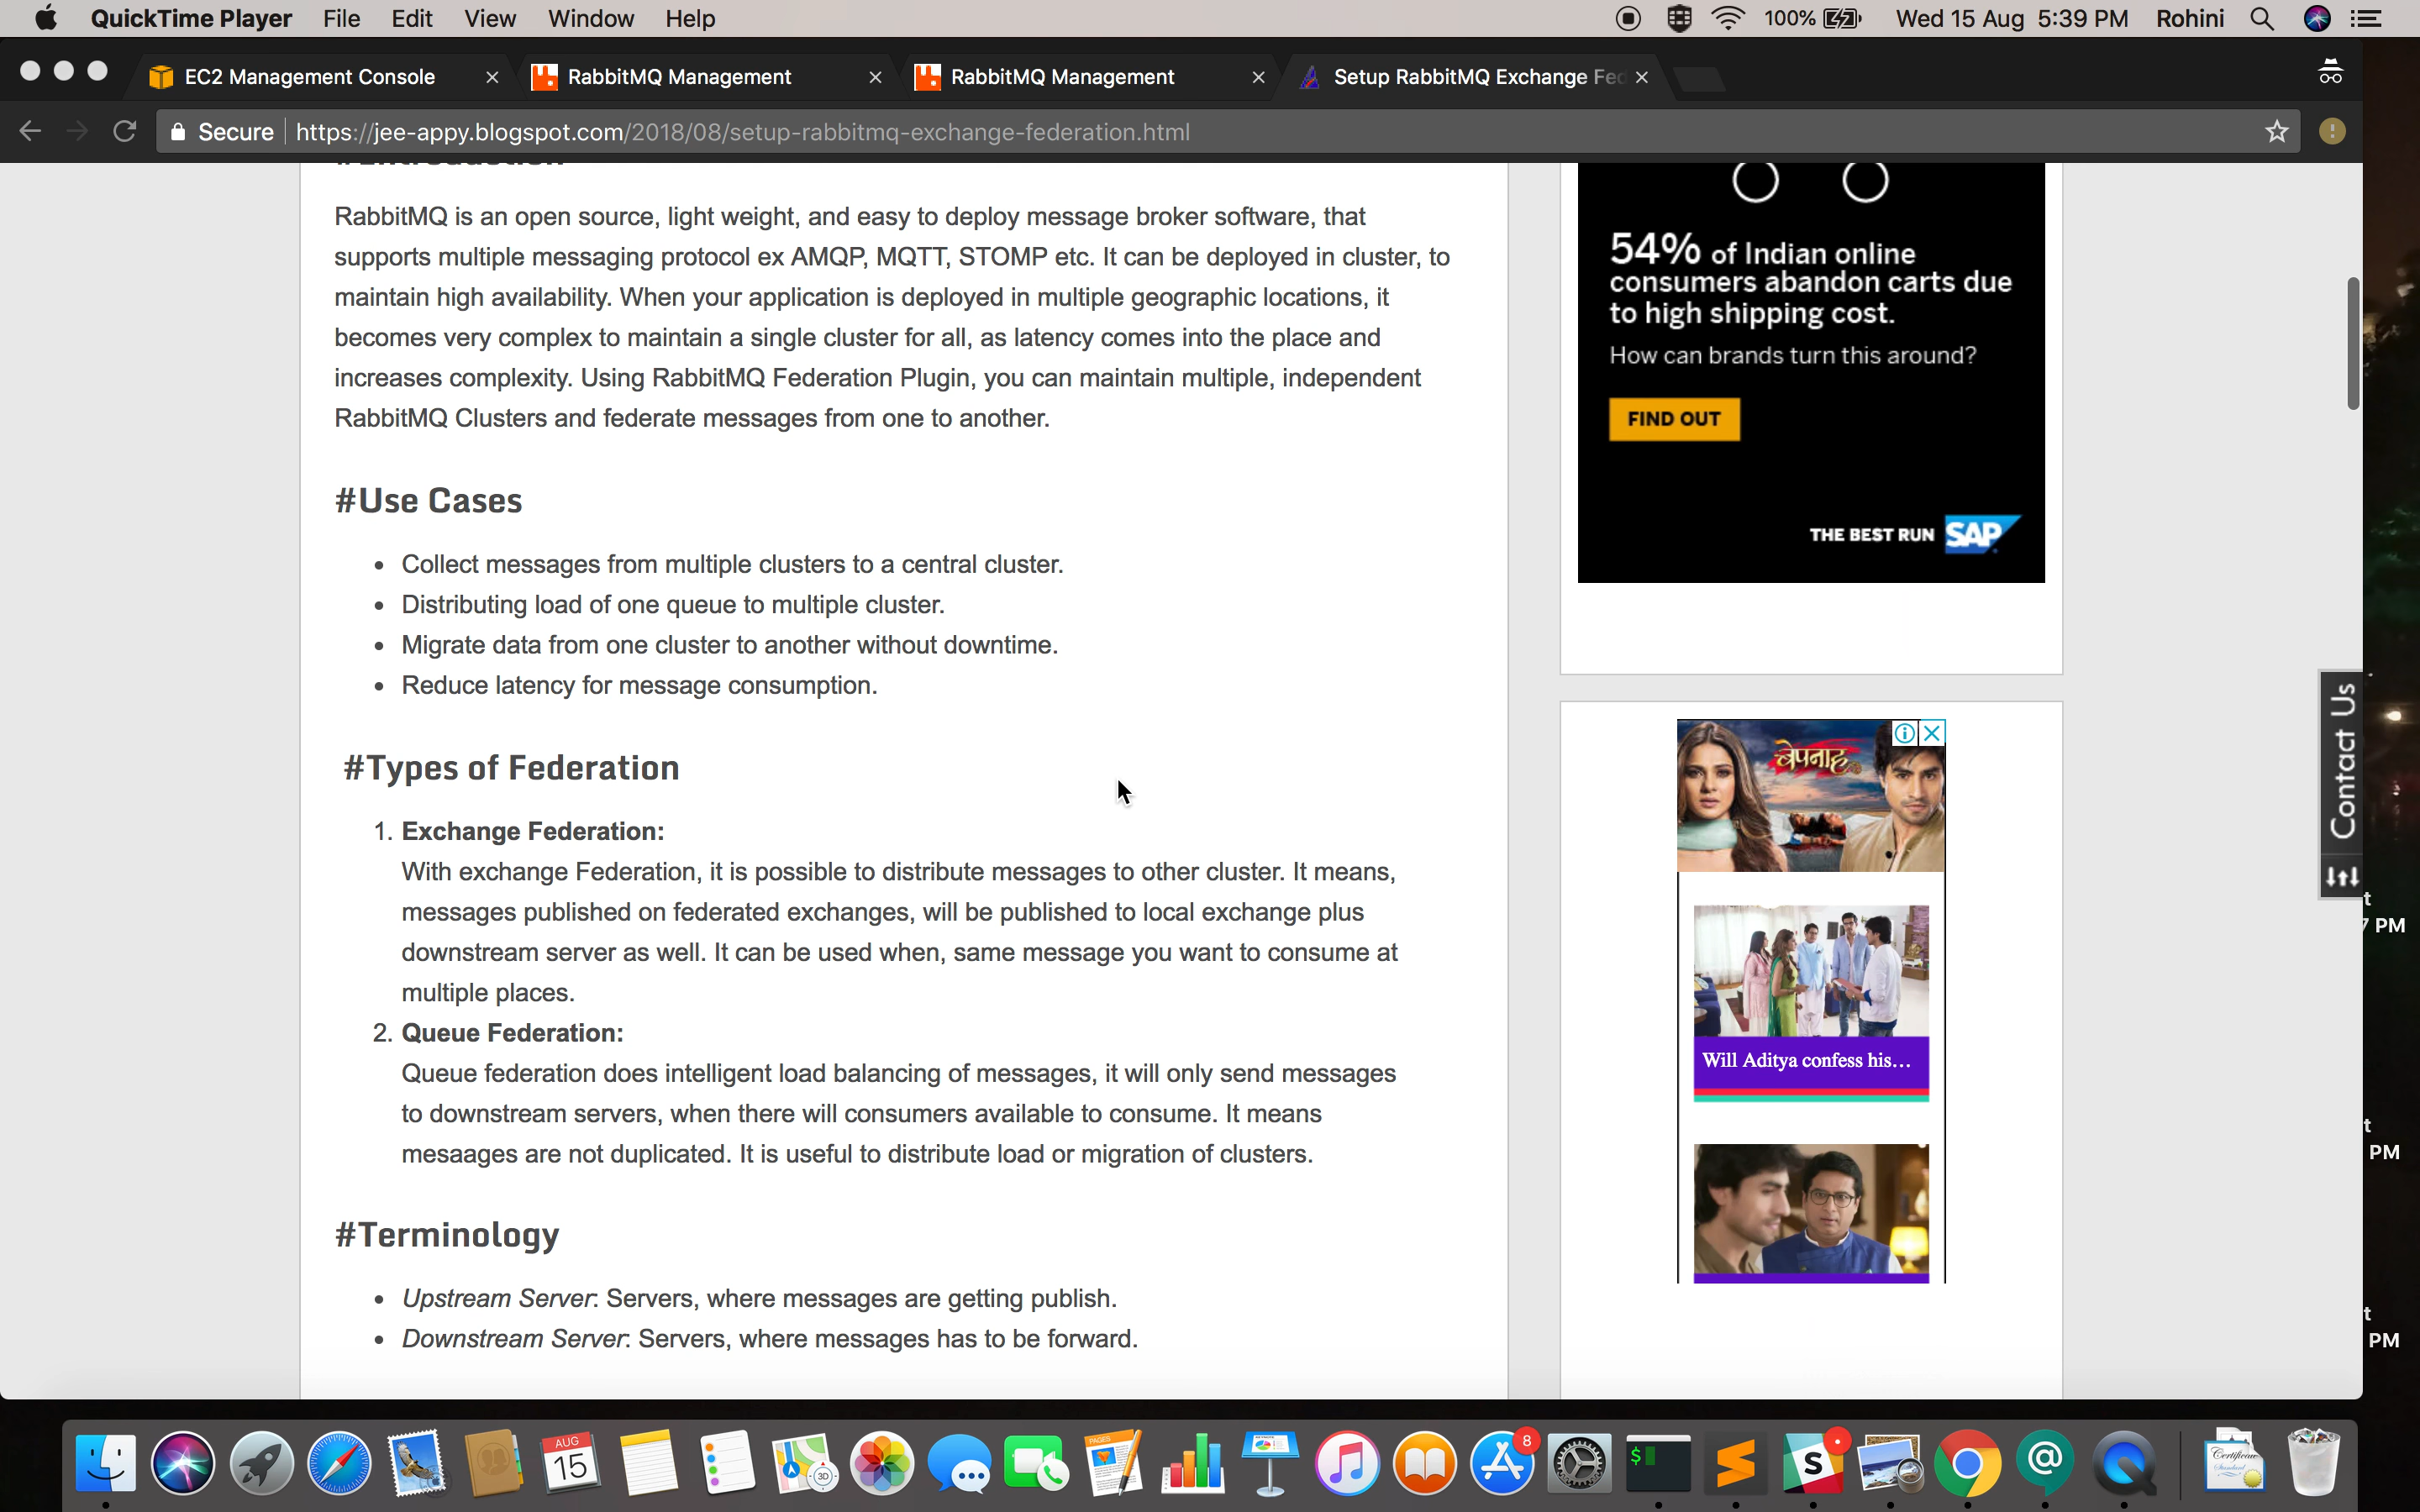 QuickTime Player File Edit View Window Help 100% Wed 15 Aug 5:39 PM Rohini
EC2 Management Console
RabbitMQ Management
RabbitMQ Management
Setup RabbitMQ Exchange Fed
Secure https://jee-appy.blogspot.com/2018/08/setup-rabbitmq-exchange-federation.html
#Introduction
RabbitMQ is an open source, light weight, and easy to deploy message broker software, that
supports multiple messaging protocol ex AMQP, MQTT, STOMP etc. It can be deployed in cluster, to
maintain high availability. When your application is deployed in multiple geographic locations, it
becomes very complex to maintain a single cluster for all, as latency comes into the place and
increases complexity. Using RabbitMQ Federation Plugin, you can maintain multiple, independent
RabbitMQ Clusters and federate messages from one to another.
#Use Cases
Collect messages from multiple clusters to a central cluster.
Distributing load of one queue to multiple cluster.
Migrate data from one cluster to another without downtime.
Reduce latency for message consumption.
#Types of Federation
1. Exchange Federation:
With exchange Federation, it is possible to distribute messages to other cluster. It means,
messages published on federated exchanges, will be published to local exchange plus
downstream server as well. It can be used when, same message you want to consume at
multiple places.
2. Queue Federation:
Queue federation does intelligent load balancing of messages, it will only send messages
to downstream servers, when there will consumers available to consume. It means
mesaages are not duplicated. It is useful to distribute load or migration of clusters.
#Terminology
Upstream Server: Servers, where messages are getting publish.
Downstream Server: Servers, where messages has to be forward.
54% of Indian online
consumers abandon carts due
to high shipping cost.
How can brands turn this around?
FIND OUT
THE BEST RUN SAP
बेपनाह
Will Aditya confess his...
Contact Us
t
7 PM
t
PM
t
PM
AUG
15
3D
PAGES
8
$
S
@
Certificate